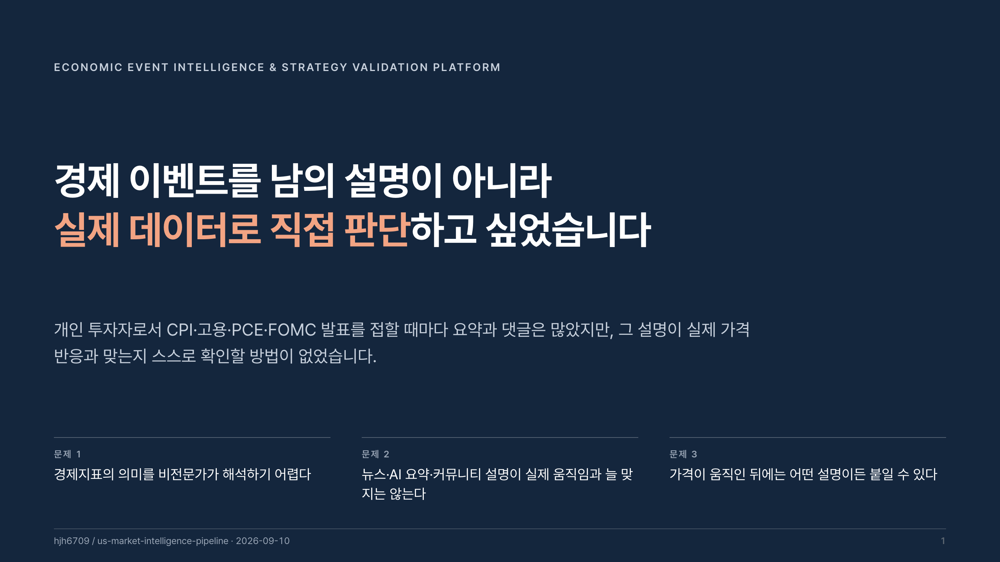 ECONOMIC EVENT INTELLIGENCE & STRATEGY VALIDATION PLATFORM
경제 이벤트를 남의 설명이 아니라
실제 데이터로 직접 판단하고 싶었습니다
개인 투자자로서 CPI·고용·PCE·FOMC 발표를 접할 때마다 요약과 댓글은 많았지만, 그 설명이 실제 가격
반응과 맞는지 스스로 확인할 방법이 없었습니다.
문제 1
경제지표의 의미를 비전문가가 해석하기 어렵다
문제 2
뉴스·AI 요약·커뮤니티 설명이 실제 움직임과 늘 맞
지는 않는다
문제 3
가격이 움직인 뒤에는 어떤 설명이든 붙일 수 있다
hjh6709 / us-market-intelligence-pipeline · 2026-09-10
1